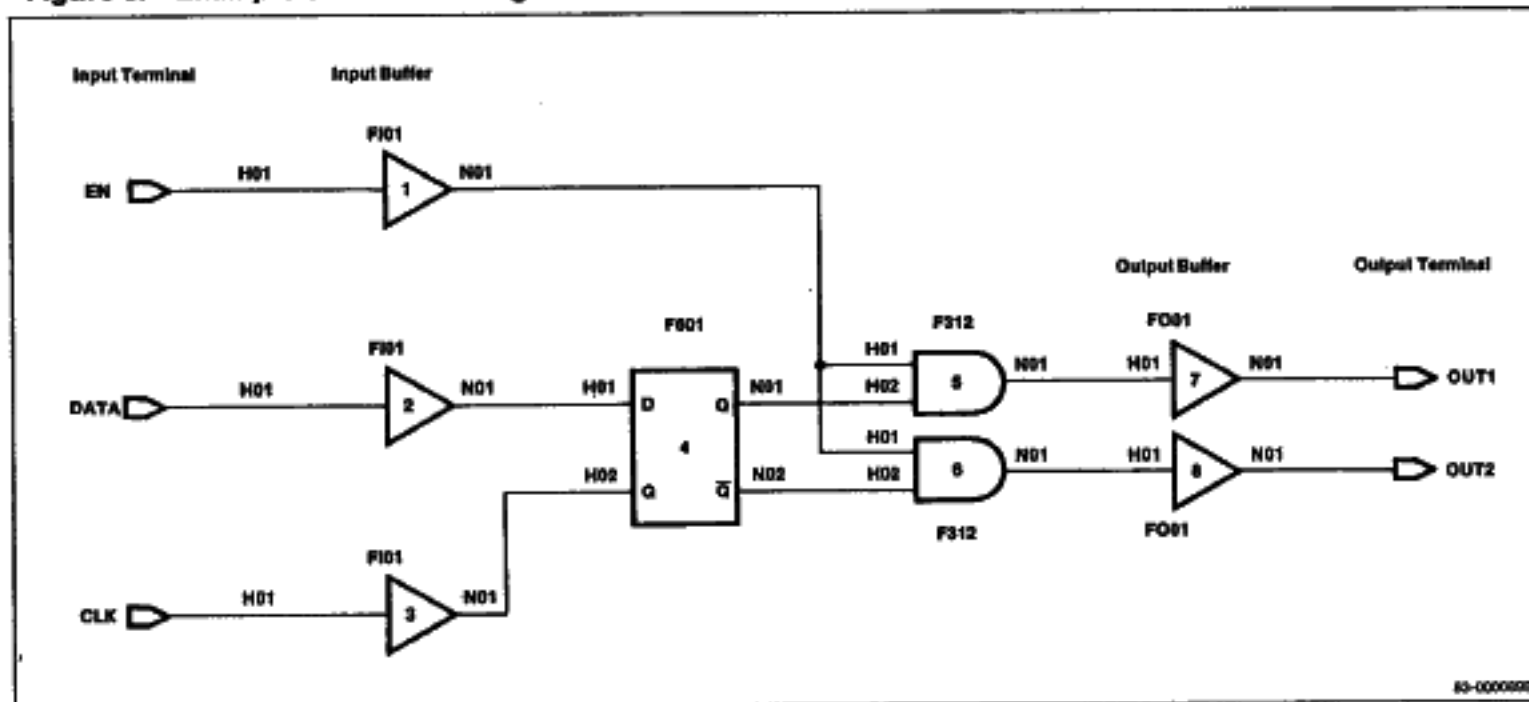 Input Terminal Input Buffer
FI01
EN H01 1 N01
Output Buffer Output Terminal
F601 F312 FO01
FI01 H01 N01 H01 N01
DATA H01 2 N01 H01 D Q N01 H02 5 7 OUT1
4 H01 N01 H01 N01
H02 G Q N02 H02 6 8 OUT2
FI01 F312 FO01
CLK H01 3 N01